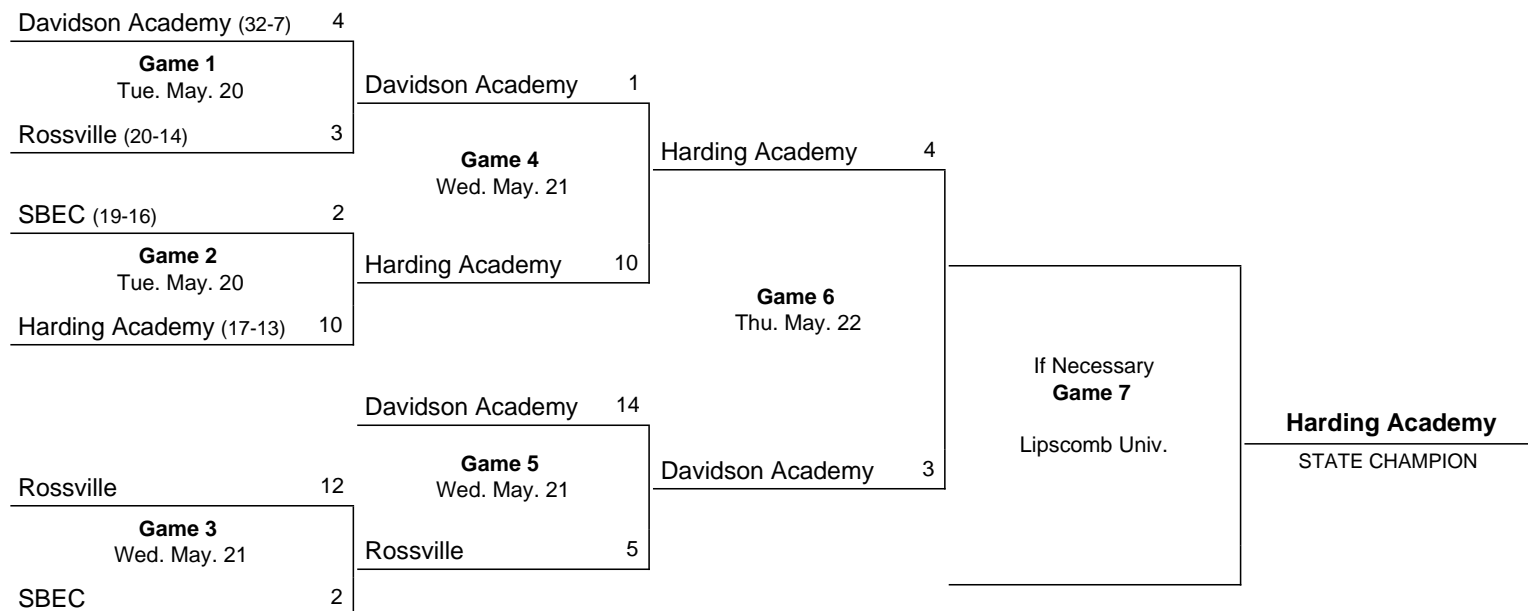 Davidson Academy (32-7) 4
Game 1
Tue. May. 20
Rossville (20-14) 3
SBEC (19-16) 2
Game 2
Tue. May. 20
Harding Academy (17-13) 10
Rossville 12
Game 3
Wed. May. 21
SBEC 2
Davidson Academy 1
Game 4
Wed. May. 21
Harding Academy 10
Davidson Academy 14
Game 5
Wed. May. 21
Rossville 5
Harding Academy 4
Game 6
Thu. May. 22
Davidson Academy 3
If Necessary
Game 7
Lipscomb Univ.
Harding Academy
STATE CHAMPION